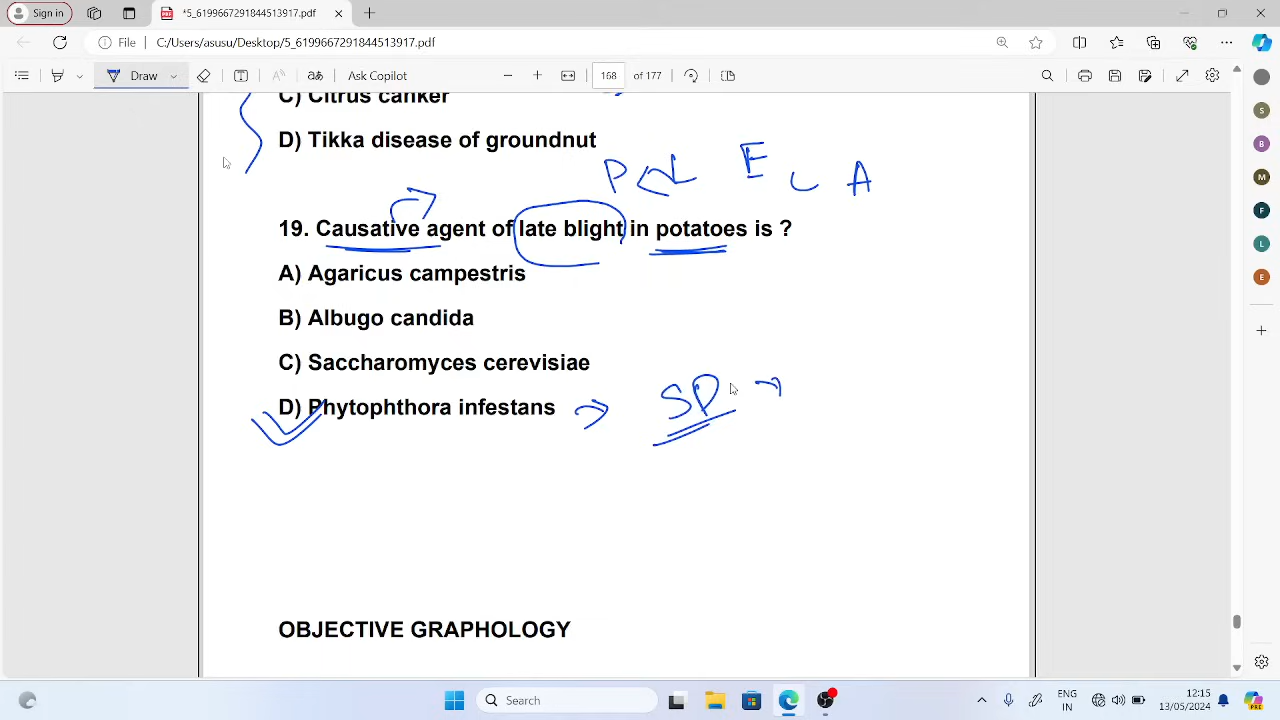 Sign in
*5_6199667291844513917.pdf
File
C:/Users/asusu/Desktop/5_6199667291844513917.pdf
Draw
Ask Copilot
168 of 177
C) Citrus canker
D) Tikka disease of groundnut
P L E L A
19. Causative agent of late blight in potatoes is ?
A) Agaricus campestris
B) Albugo candida
C) Saccharomyces cerevisiae
D) Phytophthora infestans
SP
OBJECTIVE GRAPHOLOGY
S
B
M
F
L
E
Search
ENG
IN
12:15
13/05/2024